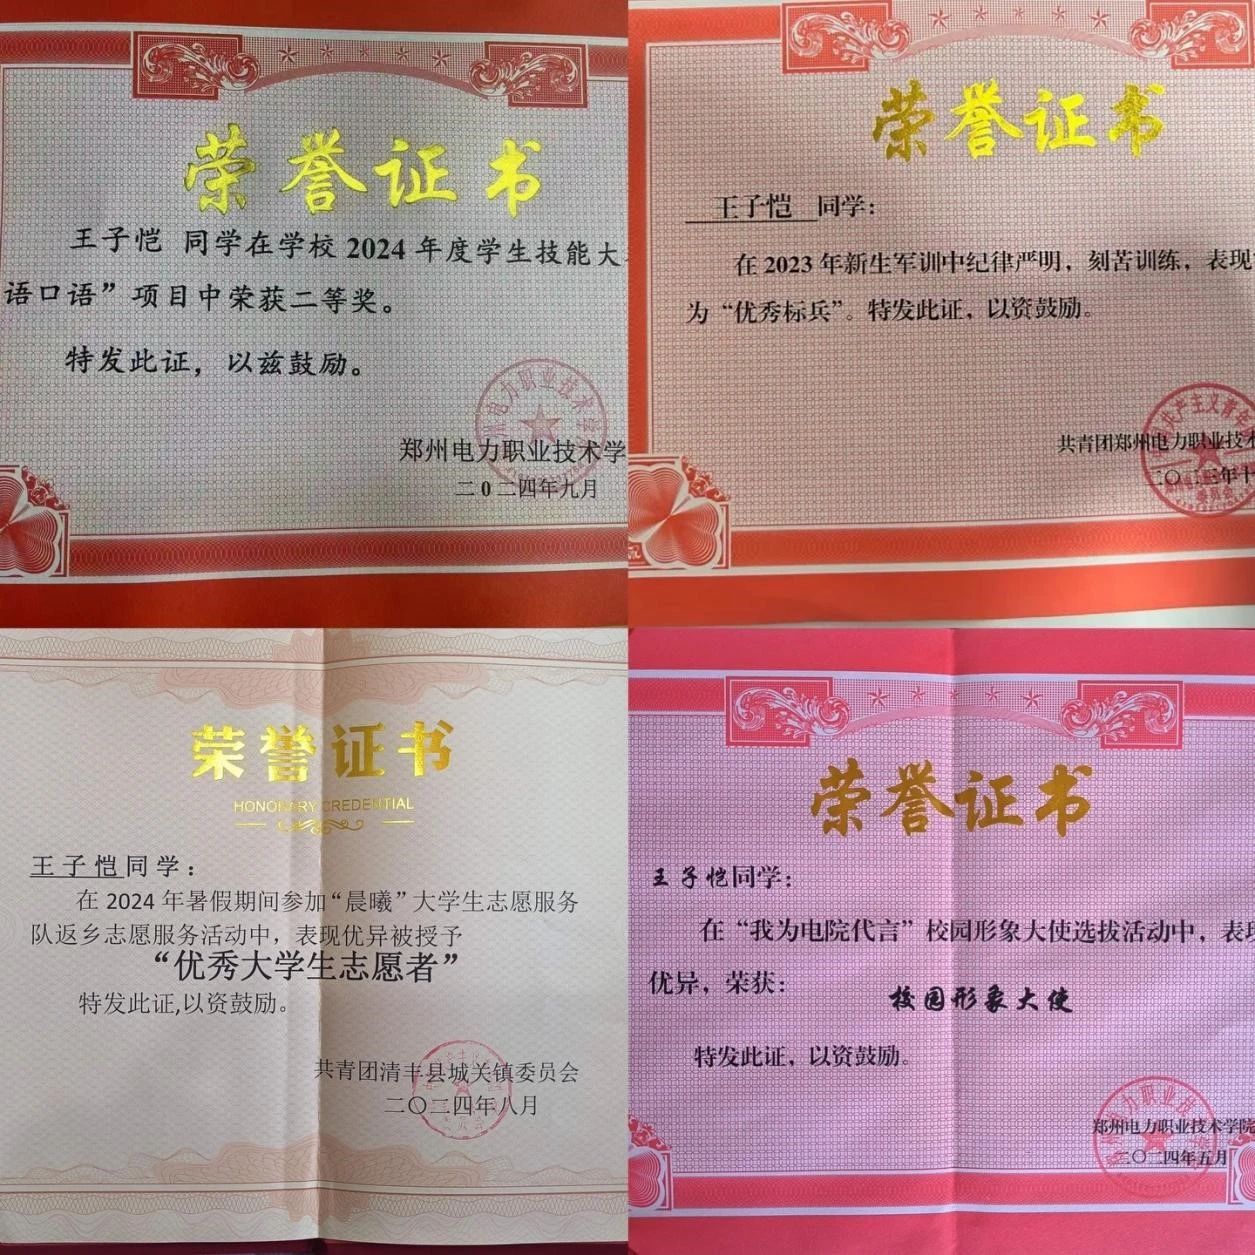 荣誉证书
王子恺 同学在学校 2024 年度学生技能大
语口语”项目中荣获二等奖。
特发此证，以兹鼓励。
郑州电力职业技术学
二0二四年九月
荣誉证书
王子恺 同学：
在 2023 年新生军训中纪律严明，刻苦训练，表现
为“优秀标兵”。特发此证，以资鼓励。
共青团郑州电力职业技术
二〇二三年十
荣誉证书
HONORARY CREDENTIAL
王子恺同学：
在 2024 年暑假期间参加“晨曦”大学生志愿服务
队返乡志愿服务活动中，表现优异被授予
“优秀大学生志愿者”
特发此证,以资鼓励。
共青团清丰县城关镇委员会
二〇二四年八月
荣誉证书
王子恺同学：
在“我为电院代言”校园形象大使选拔活动中，表现
优异，荣获：
校园形象大使
特发此证，以资鼓励。
郑州电力职业技术学院
二〇二四年五月